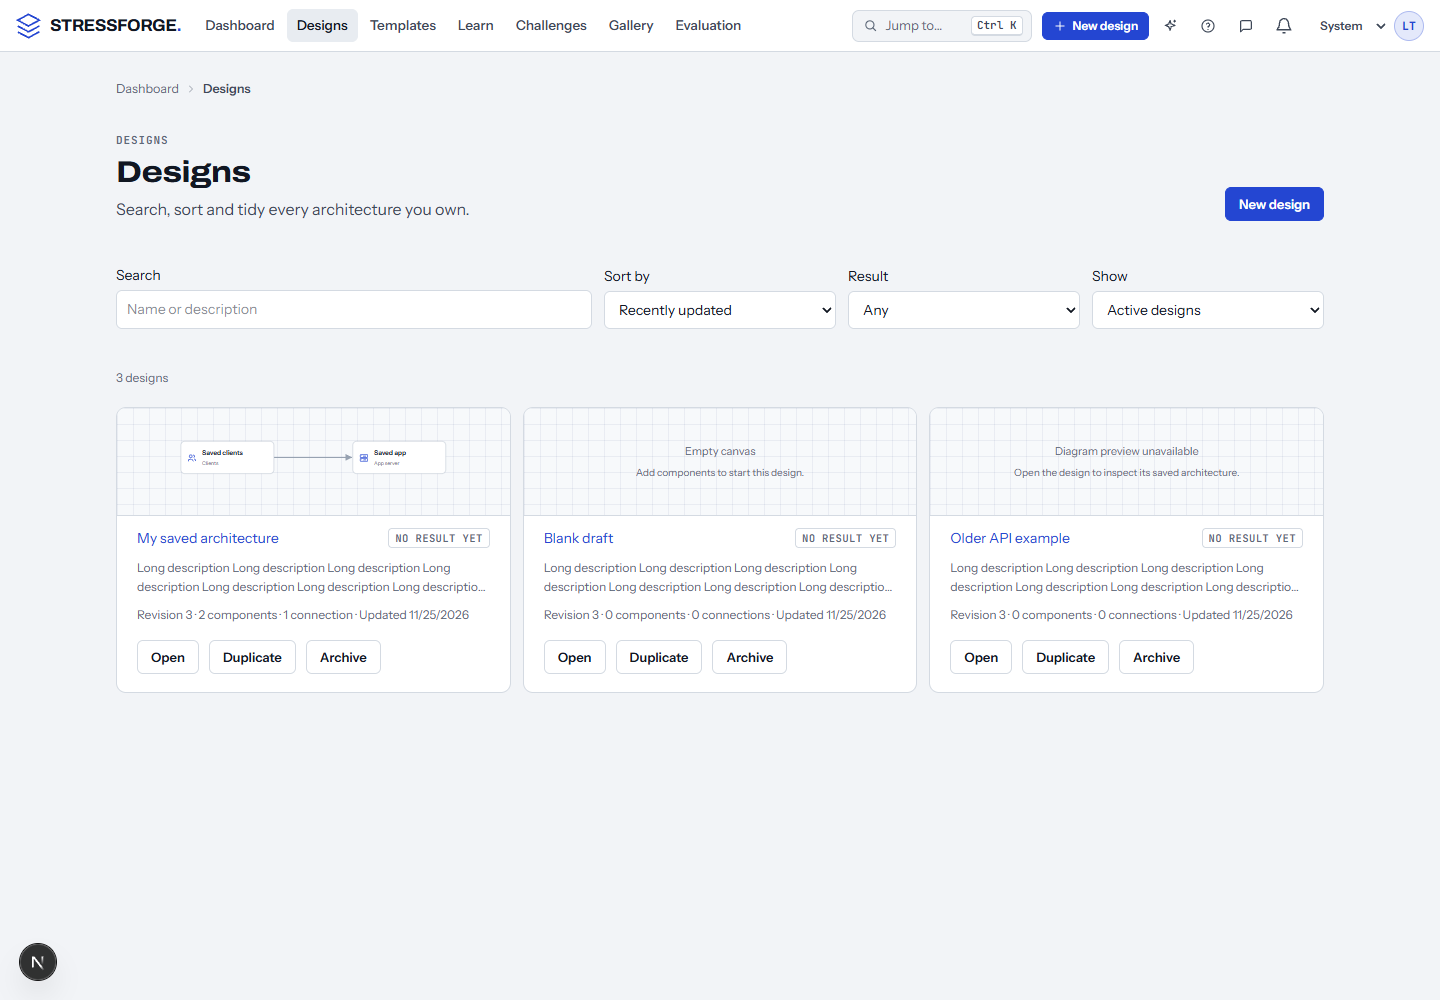 STRESSFORGE.
Dashboard
Designs
Templates
Learn
Challenges
Gallery
Evaluation
Jump to...
Ctrl K
+ New design
System
LT
Dashboard > Designs
DESIGNS
Designs
Search, sort and tidy every architecture you own.
New design
Search
Name or description
Sort by
Recently updated
Result
Any
Show
Active designs
3 designs
Saved clients
Clients
Saved app
App server
My saved architecture
NO RESULT YET
Long description Long description Long description Long
description Long description Long description Long descriptio...
Revision 3 · 2 components · 1 connection · Updated 11/25/2026
Open
Duplicate
Archive
Empty canvas
Add components to start this design.
Blank draft
NO RESULT YET
Long description Long description Long description Long
description Long description Long description Long descriptio...
Revision 3 · 0 components · 0 connections · Updated 11/25/2026
Open
Duplicate
Archive
Diagram preview unavailable
Open the design to inspect its saved architecture.
Older API example
NO RESULT YET
Long description Long description Long description Long
description Long description Long description Long descriptio...
Revision 3 · 0 components · 0 connections · Updated 11/25/2026
Open
Duplicate
Archive
N